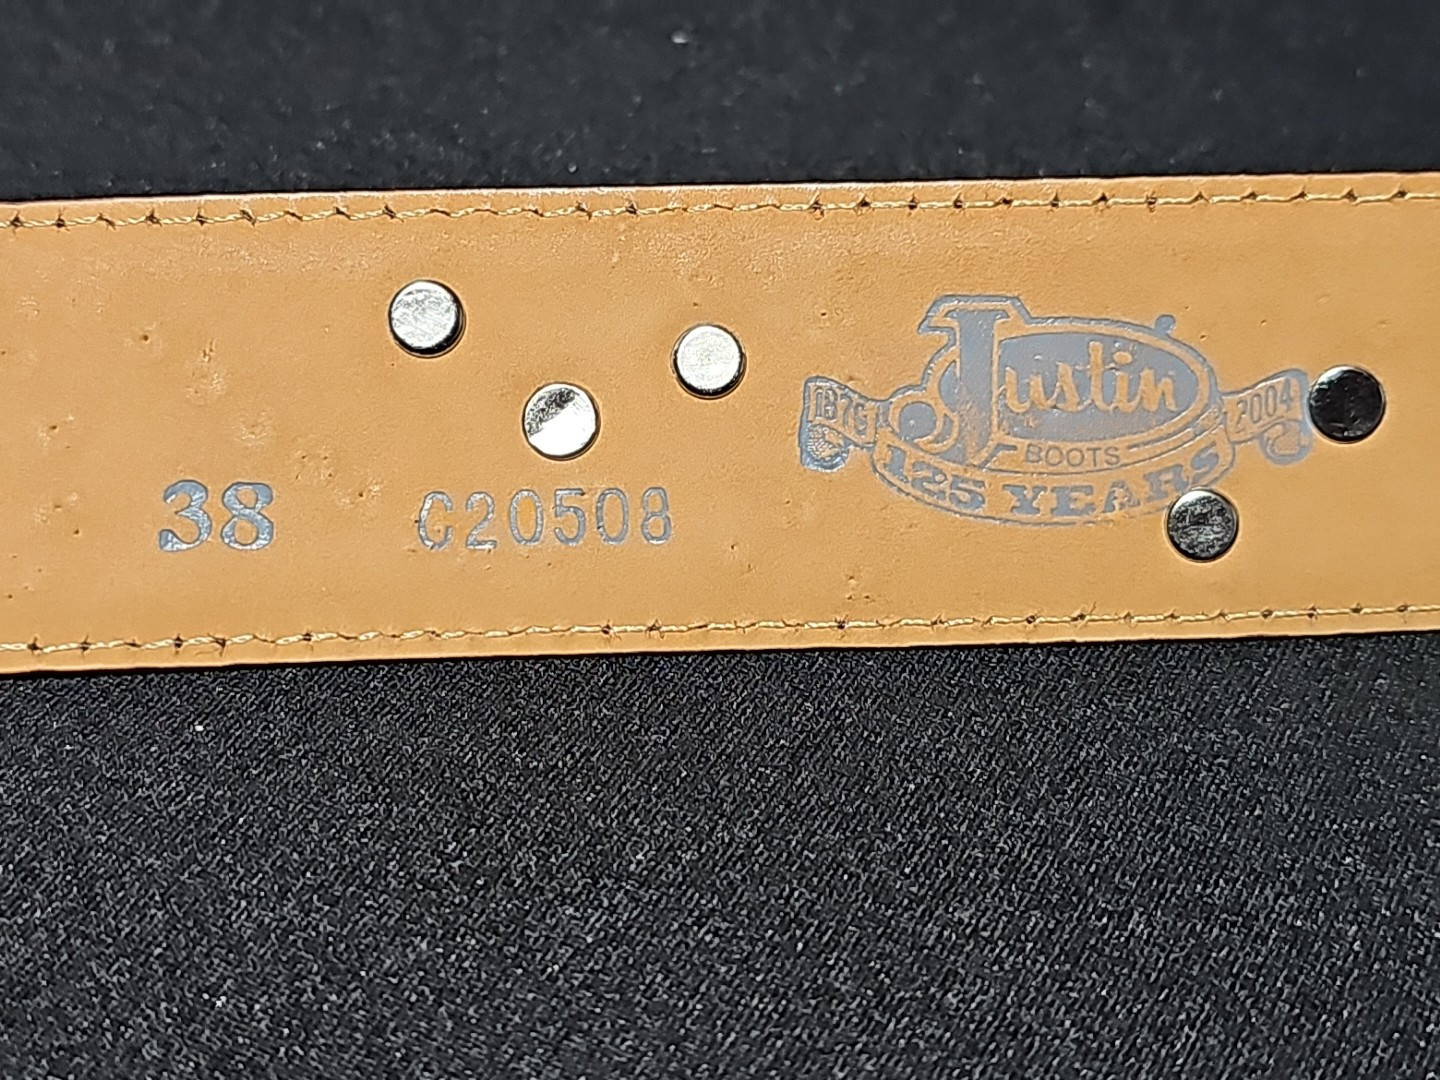 38
C20508
Justin
BOOTS
1879
2004
125 YEARS